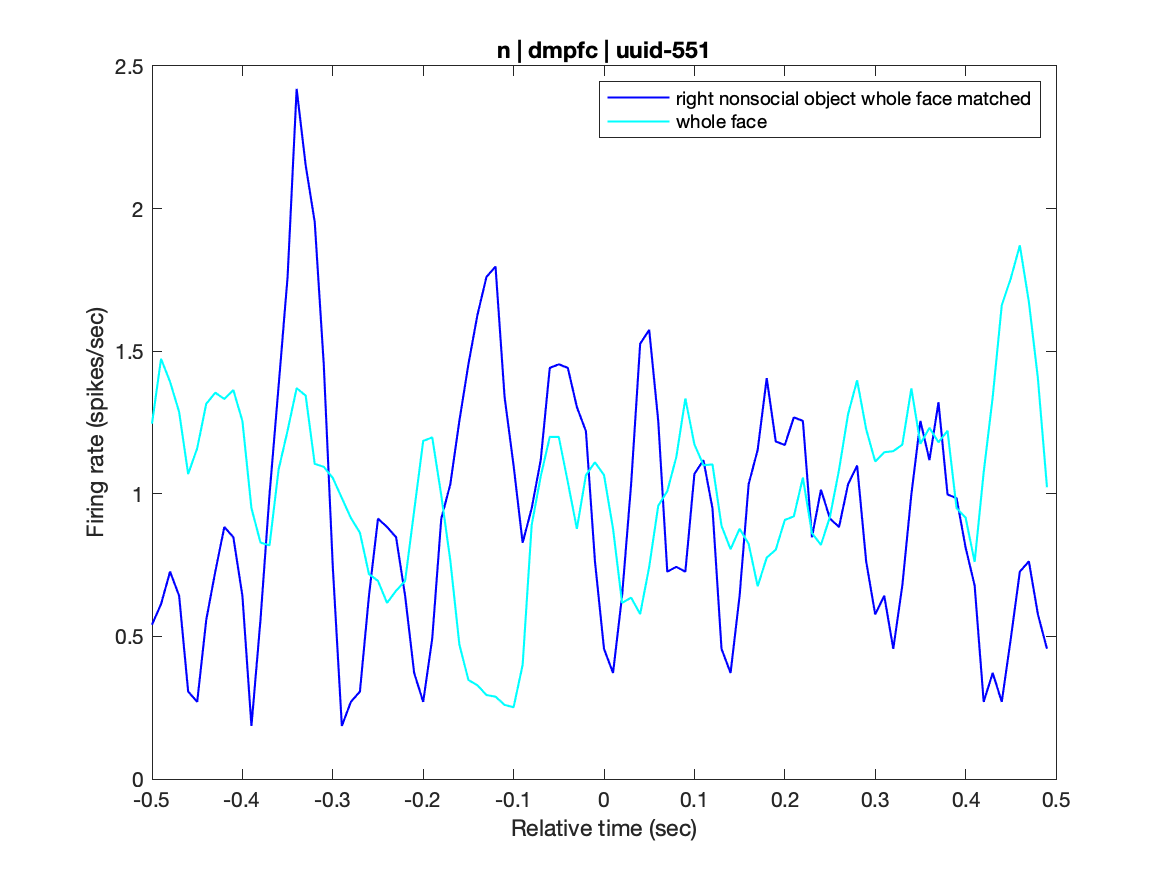 n | dmpfc | uuid-551
2.5
right nonsocial object whole face matched
whole face
2
1.5
1
0.5
0
Firing rate (spikes/sec)
-0.5 -0.4 -0.3 -0.2 -0.1 0 0.1 0.2 0.3 0.4 0.5
Relative time (sec)